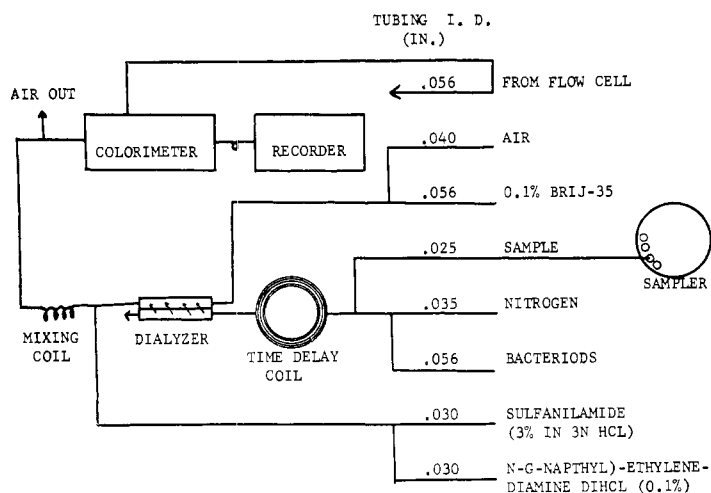 TUBING I. D.
(IN.)
.056 FROM FLOW CELL
AIR OUT
COLORIMETER
RECORDER
.040 AIR
.056 0.1% BRIJ-35
.025 SAMPLE
SAMPLER
.035 NITROGEN
MIXING
COIL
DIALYZER
TIME DELAY
COIL
.056 BACTERIODS
.030 SULFANILAMIDE
(3% IN 3N HCL)
.030 N-G-NAPTHYL)-ETHYLENE-
DIAMINE DIHCL (0.1%)